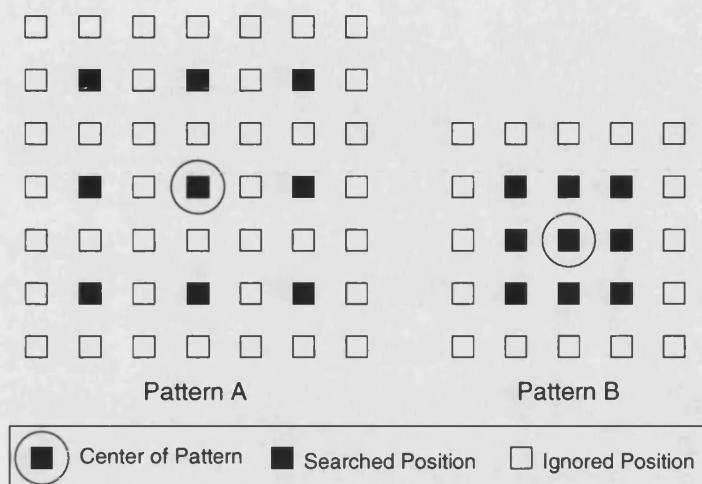 Pattern A
Pattern B
Center of Pattern
Searched Position
Ignored Position